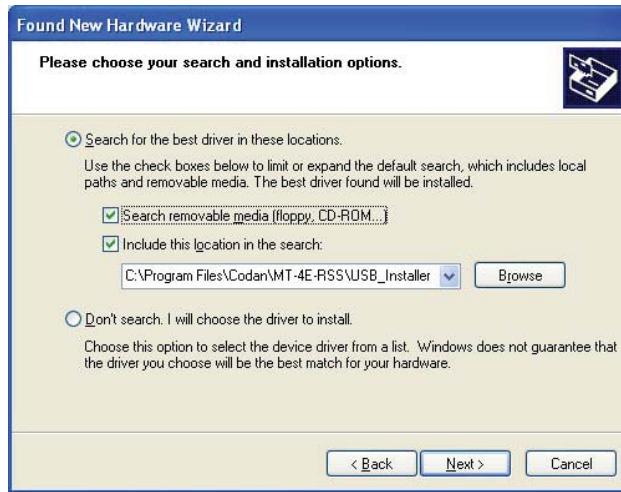 Found New Hardware Wizard
Please choose your search and installation options.
Search for the best driver in these locations.
Use the check boxes below to limit or expand the default search, which includes local
paths and removable media. The best driver found will be installed.
Search removable media (floppy, CD-ROM...)
Include this location in the search:
C:\Program Files\Codan\MT-4E-RSS\USB_Installer
Browse
Don't search. I will choose the driver to install.
Choose this option to select the device driver from a list. Windows does not guarantee that
the driver you choose will be the best match for your hardware.
< Back
Next >
Cancel